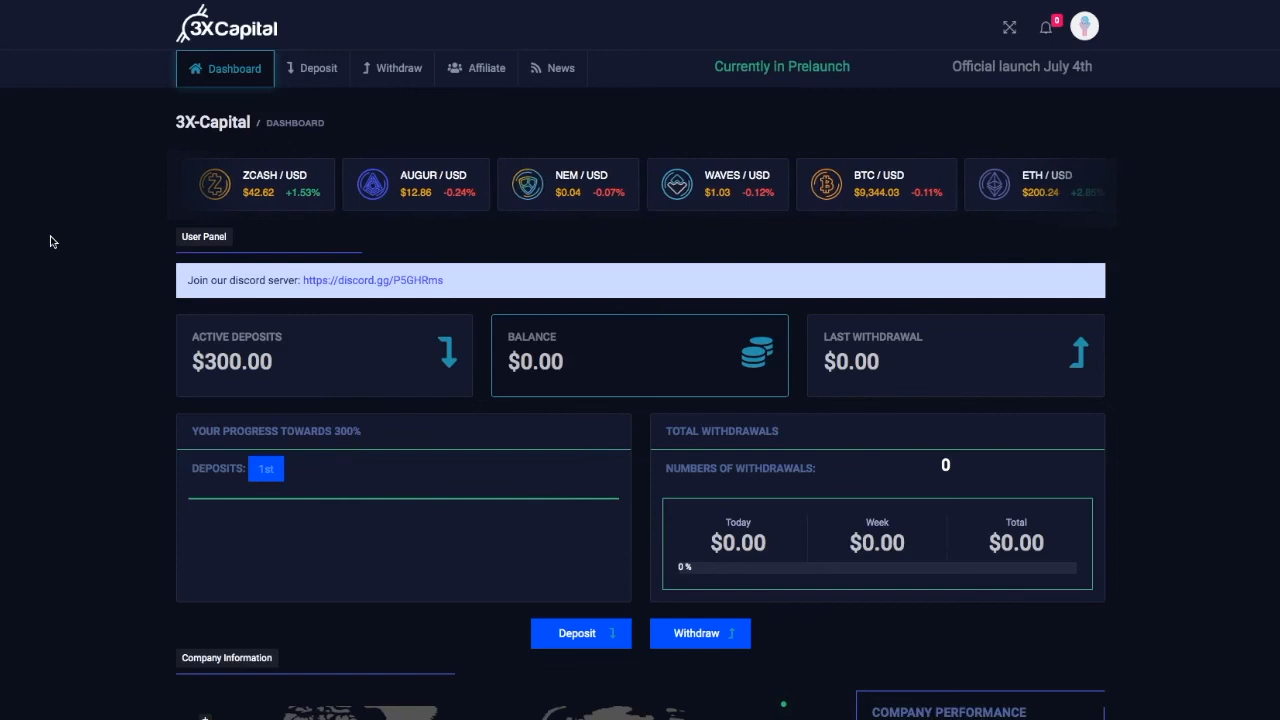 3XCapital
0
Dashboard
Deposit
Withdraw
Affiliate
News
Currently in Prelaunch
Official launch July 4th
3X-Capital / DASHBOARD
ZCASH / USD
$42.62 +1.53%
AUGUR / USD
$12.86 -0.24%
NEM / USD
$0.04 -0.07%
WAVES / USD
$1.03 -0.12%
BTC / USD
$9,344.03 -0.11%
ETH / USD
$200.24 +2.85%
User Panel
Join our discord server: https://discord.gg/P5GHRms
ACTIVE DEPOSITS
$300.00
BALANCE
$0.00
LAST WITHDRAWAL
$0.00
YOUR PROGRESS TOWARDS 300%
DEPOSITS: 1st
TOTAL WITHDRAWALS
NUMBERS OF WITHDRAWALS: 0
Today
$0.00
Week
$0.00
Total
$0.00
0 %
Deposit
Withdraw
Company Information
COMPANY PERFORMANCE